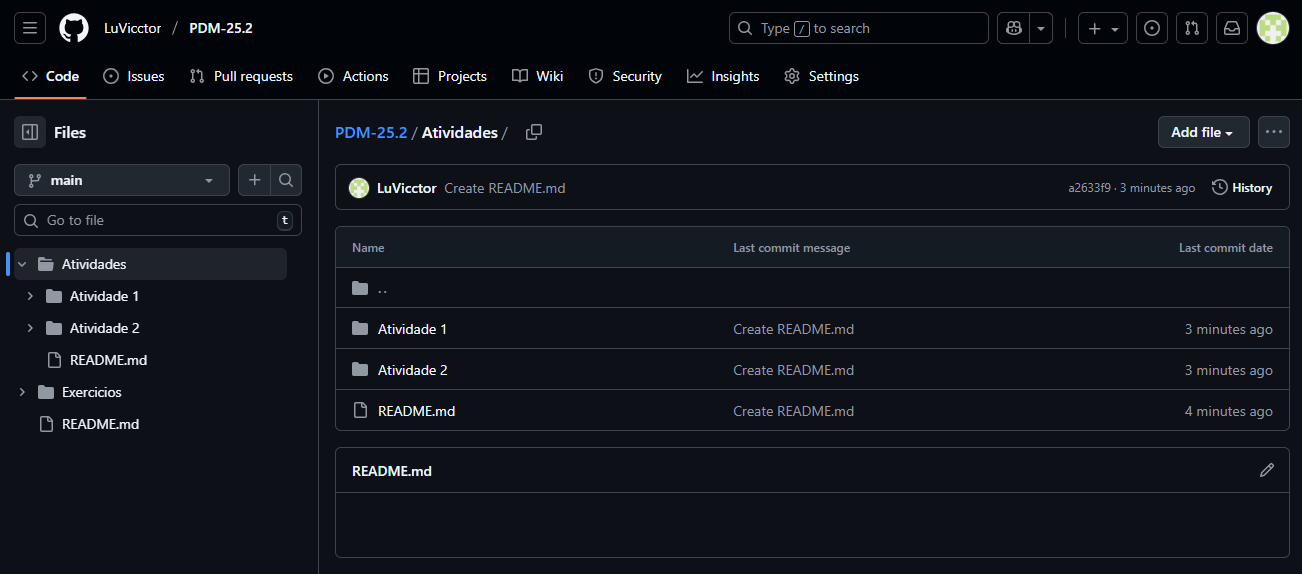 LuVicctor / PDM-25.2
Type / to search
Code Issues Pull requests Actions Projects Wiki Security Insights Settings
Files
main
Go to file t
Atividades
Atividade 1
Atividade 2
README.md
Exercicios
README.md
PDM-25.2 / Atividades /
Add file
LuVicctor Create README.md
a2633f9 · 3 minutes ago History
Name Last commit message Last commit date
..
Atividade 1 Create README.md 3 minutes ago
Atividade 2 Create README.md 3 minutes ago
README.md Create README.md 4 minutes ago
README.md